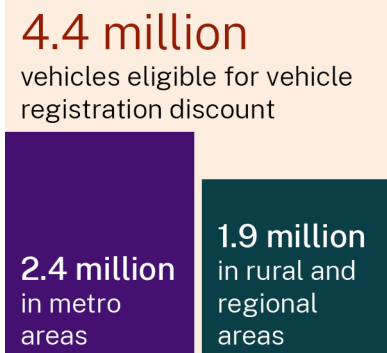 4.4 million
vehicles eligible for vehicle
registration discount
2.4 million
in metro
areas
1.9 million
in rural and
regional
areas